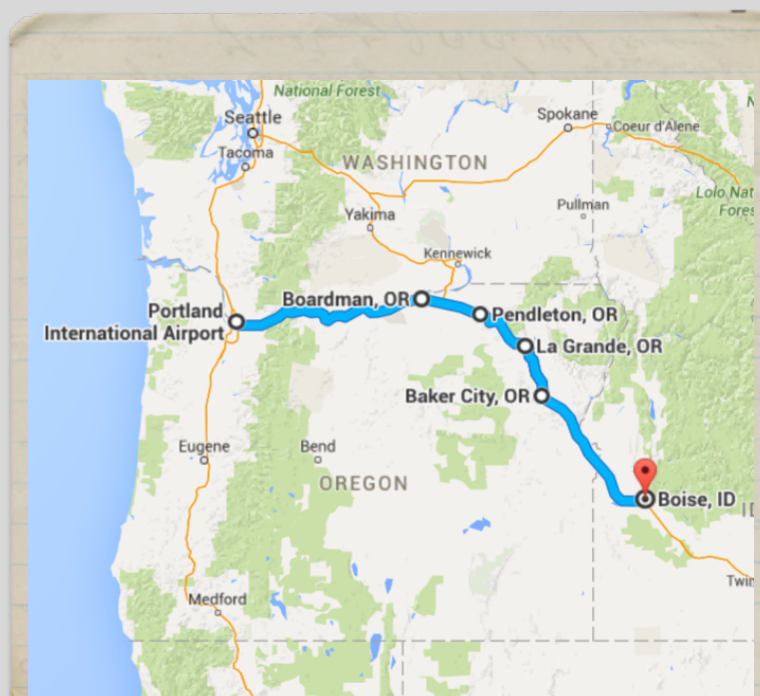 National Forest
Seattle
Spokane
Coeur d'Alene
Tacoma
WASHINGTON
Lolo Nat
Fores
Yakima
Pullman
Kennewick
Boardman, OR
Portland
International Airport
Pendleton, OR
La Grande, OR
Baker City, OR
Eugene
Bend
OREGON
Boise, ID
ID
Twin
Medford